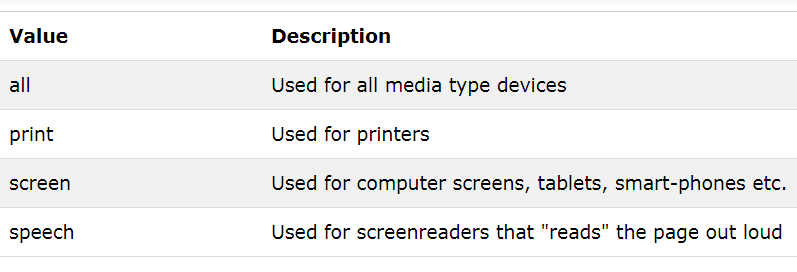 Value Description
all Used for all media type devices
print Used for printers
screen Used for computer screens, tablets, smart-phones etc.
speech Used for screenreaders that "reads" the page out loud